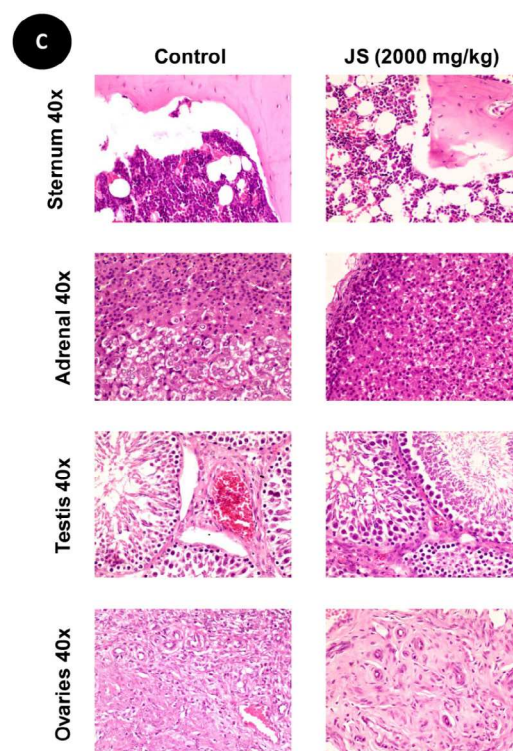 C
Control
JS (2000 mg/kg)
Sternum 40x
Adrenal 40x
Testis 40x
Ovaries 40x